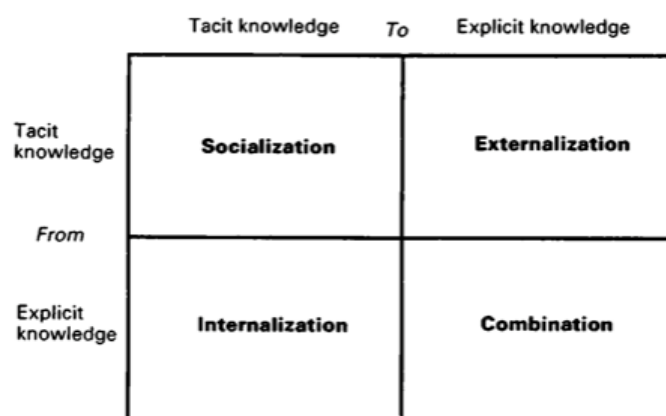 Tacit knowledge To Explicit knowledge
Tacit
knowledge
Socialization Externalization
From
Explicit
knowledge
Internalization Combination